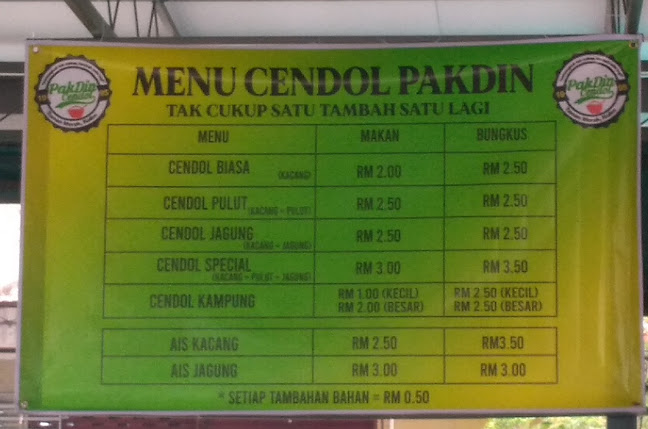 MENU CENDOL PAKDIN
TAK CUKUP SATU TAMBAH SATU LAGI
PakDin
PakDin
MENU MAKAN BUNGKUS
CENDOL BIASA (KACANG) RM 2.00 RM 2.50
CENDOL PULUT (KACANG - PULUT) RM 2.50 RM 2.50
CENDOL JAGUNG (KACANG - JAGUNG) RM 2.50 RM 2.50
CENDOL SPECIAL (KACANG - PULUT - JAGUNG) RM 3.00 RM 3.50
CENDOL KAMPUNG RM 1.00 (KECIL) RM 2.50 (KECIL)
RM 2.00 (BESAR) RM 2.50 (BESAR)
AIS KACANG RM 2.50 RM3.50
AIS JAGUNG RM 3.00 RM 3.00
* SETIAP TAMBAHAN BAHAN = RM 0.50